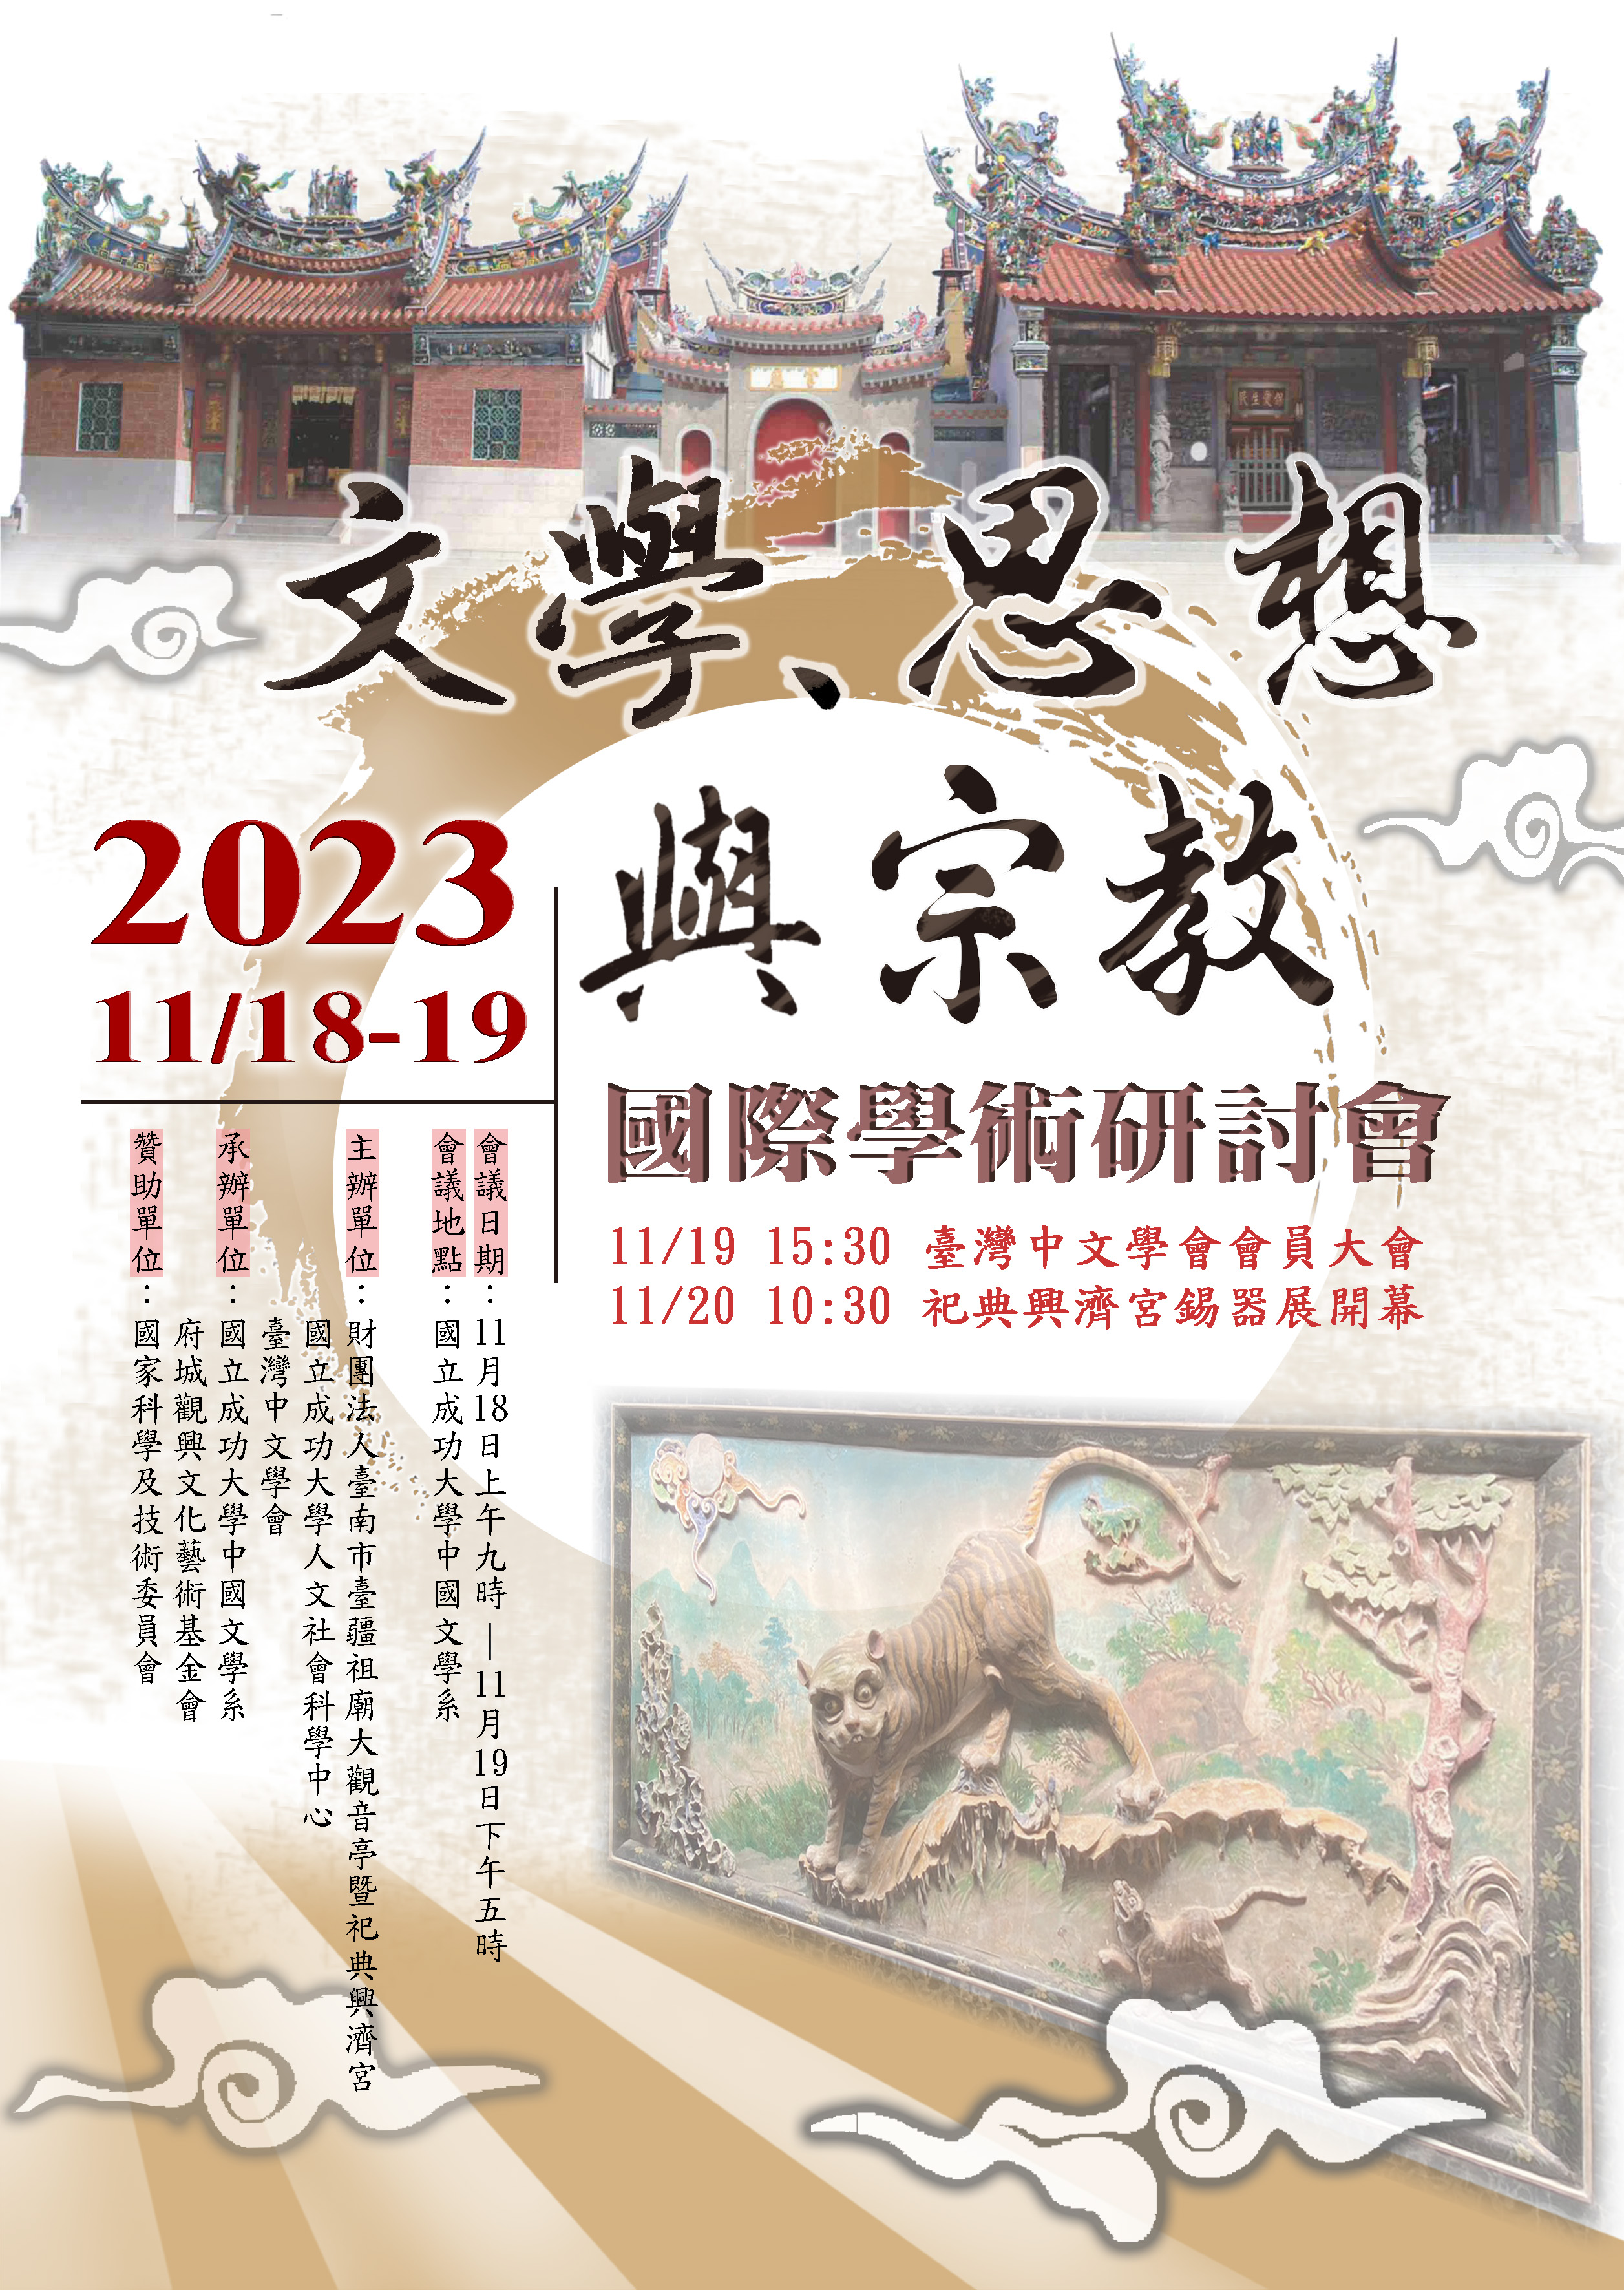 文學、思想
與宗教
2023
11/18-19
國際學術研討會
11/19 15:30 臺灣中文學會會員大會
11/20 10:30 祀典興濟宮錫器展開幕
會議日期：11月18日上午九時—11月19日下午五時
會議地點：國立成功大學中國文學系
主辦單位：財團法人臺南市臺疆祖廟大觀音亭暨祀典興濟宮
國立成功大學人文社會科學中心
臺灣中文學會
承辦單位：國立成功大學中國文學系
府城觀興文化藝術基金會
贊助單位：國家科學及技術委員會